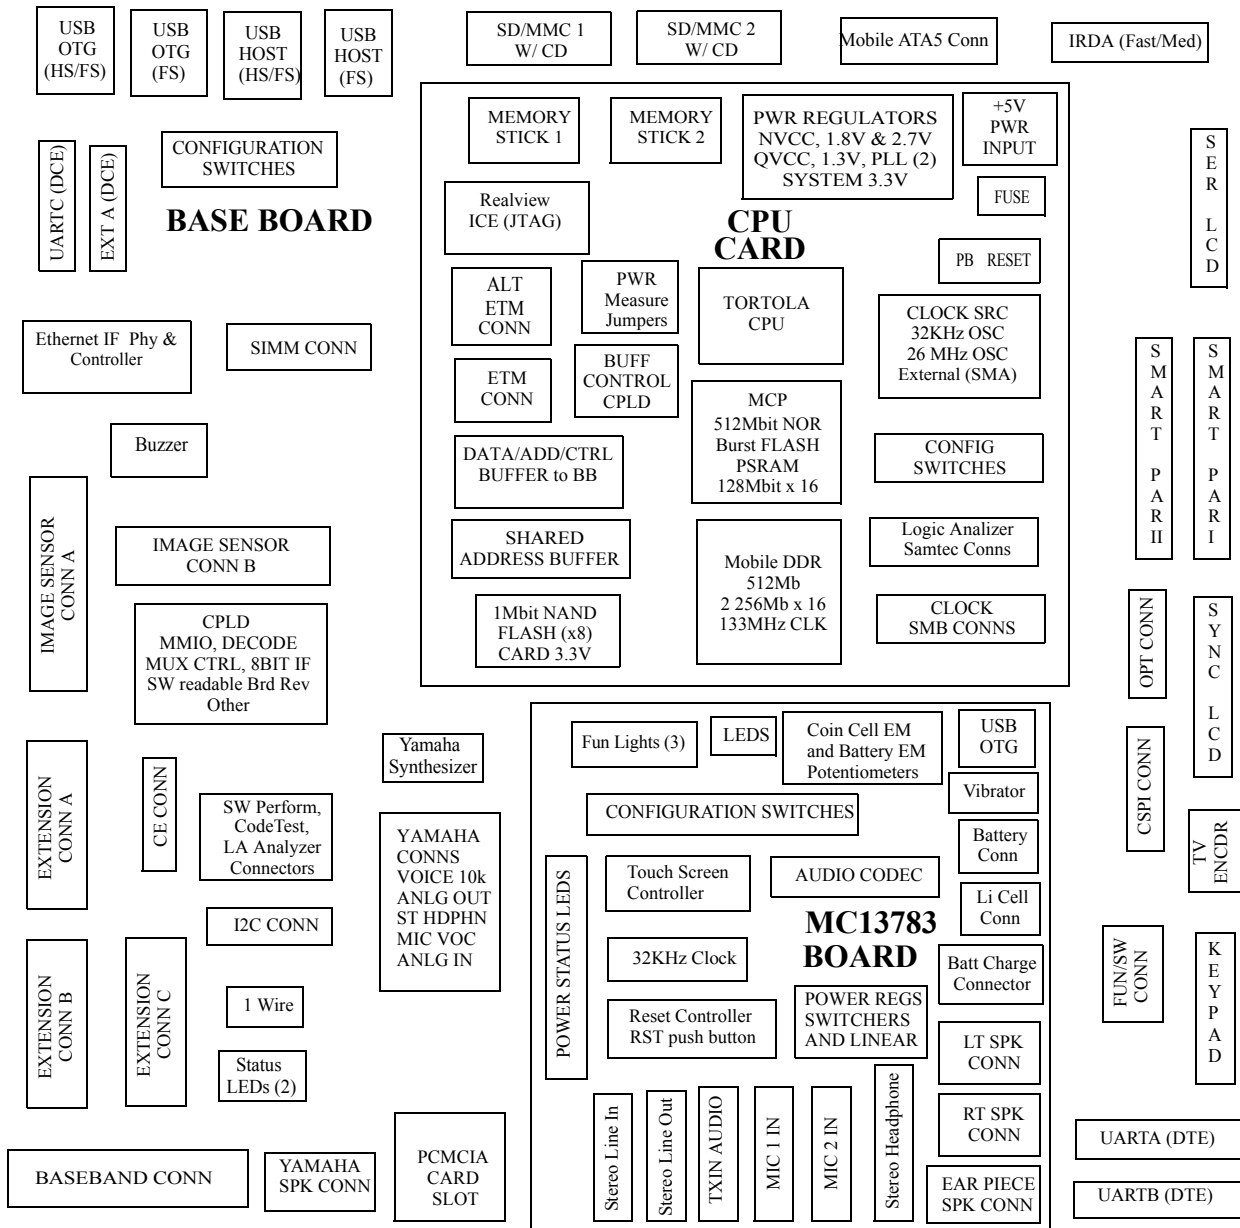 USB
OTG
(HS/FS)
USB
OTG
(FS)
USB
HOST
(HS/FS)
USB
HOST
(FS)
SD/MMC 1
W/ CD
SD/MMC 2
W/ CD
Mobile ATA5 Conn
IRDA (Fast/Med)
UARTC (DCE)
EXT A (DCE)
CONFIGURATION
SWITCHES
BASE BOARD
MEMORY
STICK 1
MEMORY
STICK 2
PWR REGULATORS
NVCC, 1.8V & 2.7V
QVCC, 1.3V, PLL (2)
SYSTEM 3.3V
+5V
PWR
INPUT
FUSE
Realview
ICE (JTAG)
CPU
CARD
PB RESET
ALT
ETM
CONN
PWR
Measure
Jumpers
TORTOLA
CPU
CLOCK SRC
32KHz OSC
26 MHz OSC
External (SMA)
ETM
CONN
BUFF
CONTROL
CPLD
MCP
512Mbit NOR
Burst FLASH
PSRAM
128Mbit x 16
CONFIG
SWITCHES
DATA/ADD/CTRL
BUFFER to BB
SHARED
ADDRESS BUFFER
Mobile DDR
512Mb
2 256Mb x 16
133MHz CLK
Logic Analizer
Samtec Conns
1Mbit NAND
FLASH (x8)
CARD 3.3V
CLOCK
SMB CONNS
SER LCD
SMART PAR II
SMART PAR I
OPT CONN
SYNC LCD
CSPI CONN
TV
ENCDR
FUN/SW
CONN
KEYPAD
UARTA (DTE)
UARTB (DTE)
Ethernet IF Phy &
Controller
SIMM CONN
Buzzer
IMAGE SENSOR
CONN A
IMAGE SENSOR
CONN B
CPLD
MMIO, DECODE
MUX CTRL, 8BIT IF
SW readable Brd Rev
Other
EXTENSION
CONN A
CE CONN
SW Perform,
CodeTest,
LA Analyzer
Connectors
Yamaha
Synthesizer
YAMAHA
CONNS
VOICE 10k
ANLG OUT
ST HDPHN
MIC VOC
ANLG IN
I2C CONN
EXTENSION
CONN B
EXTENSION
CONN C
1 Wire
Status
LEDs (2)
BASEBAND CONN
YAMAHA
SPK CONN
PCMCIA
CARD
SLOT
Fun Lights (3)
LEDS
Coin Cell EM
and Battery EM
Potentiometers
USB
OTG
Vibrator
CONFIGURATION SWITCHES
Battery
Conn
POWER STATUS LEDS
Touch Screen
Controller
AUDIO CODEC
Li Cell
Conn
MC13783
BOARD
32KHz Clock
Batt Charge
Connector
Reset Controller
RST push button
POWER REGS
SWITCHERS
AND LINEAR
LT SPK
CONN
RT SPK
CONN
EAR PIECE
SPK CONN
Stereo Line In
Stereo Line Out
TXIN AUDIO
MIC 1 IN
MIC 2 IN
Stereo Headphone